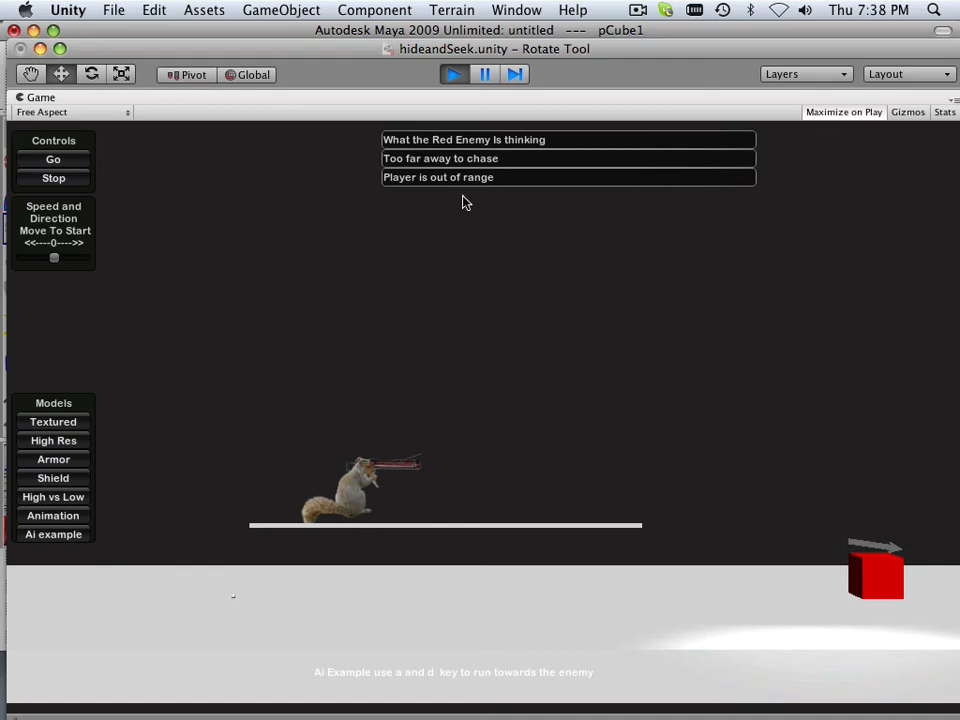 Unity File Edit Assets GameObject Component Terrain Window Help Thu 7:38 PM
Autodesk Maya 2009 Unlimited: untitled --- pCube1
hideandSeek.unity – Rotate Tool
Pivot Global Layers Layout
Game
Free Aspect Maximize on Play Gizmos Stats
Controls
Go
Stop
Speed and
Direction
Move To Start
<<----0---->>
What the Red Enemy Is thinking
Too far away to chase
Player is out of range
Models
Textured
High Res
Armor
Shield
High vs Low
Animation
Ai example
Ai Example use a and d key to run towards the enemy